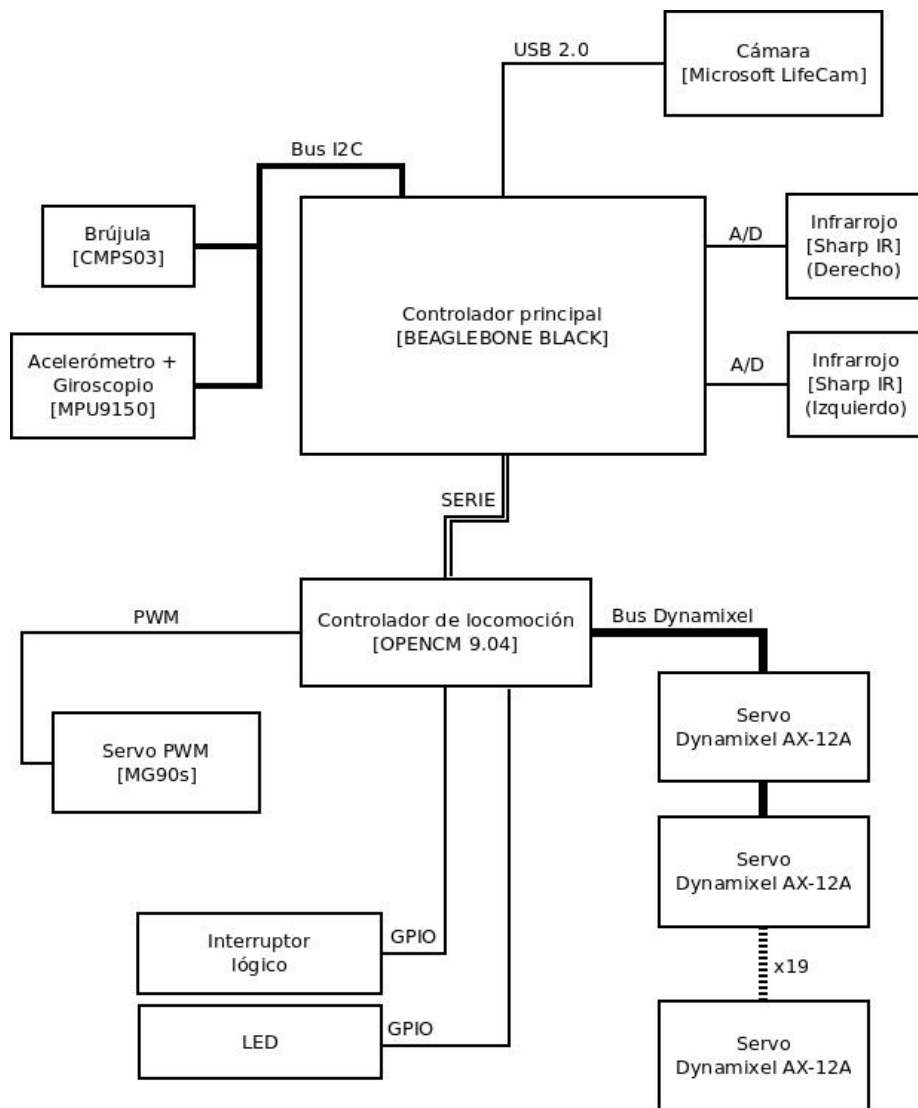 USB 2.0
Cámara
[Microsoft LifeCam]
Bus I2C
Brújula
[CMPS03]
A/D
Infrarrojo
[Sharp IR]
(Derecho)
Controlador principal
[BEAGLEBONE BLACK]
Acelerómetro +
Giroscopio
[MPU9150]
A/D
Infrarrojo
[Sharp IR]
(Izquierdo)
SERIE
PWM
Controlador de locomoción
[OPENCM 9.04]
Bus Dynamixel
Servo PWM
[MG90s]
Servo
Dynamixel AX-12A
Servo
Dynamixel AX-12A
Interruptor
lógico
GPIO
x19
LED
GPIO
Servo
Dynamixel AX-12A